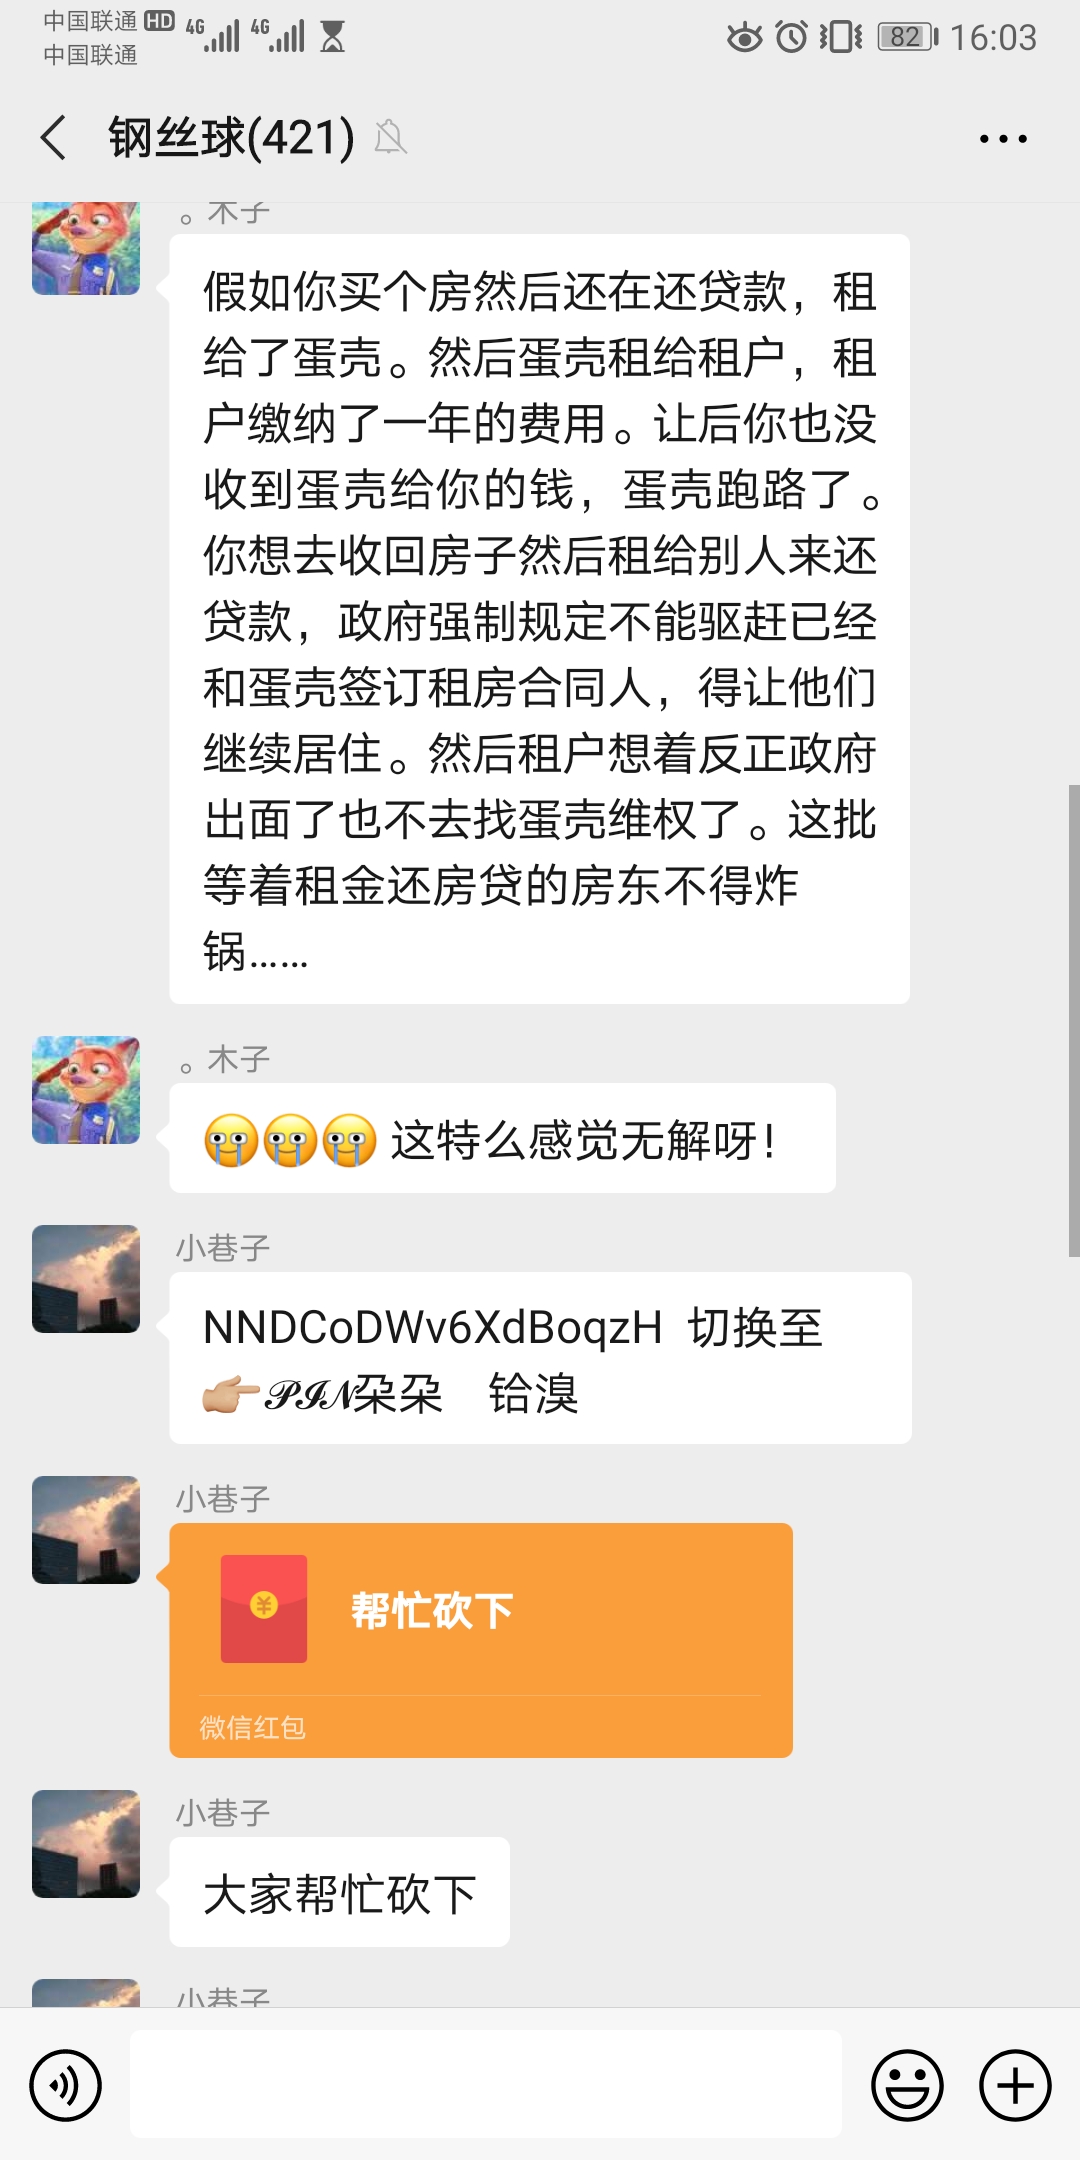 中国联通 HD 4G 4G 82 16:03
中国联通
钢丝球(421)
。木子
假如你买个房然后还在还贷款，租
给了蛋壳。然后蛋壳租给租户，租
户缴纳了一年的费用。让后你也没
收到蛋壳给你的钱，蛋壳跑路了。
你想去收回房子然后租给别人来还
贷款，政府强制规定不能驱赶已经
和蛋壳签订租房合同人，得让他们
继续居住。然后租户想着反正政府
出面了也不去找蛋壳维权了。这批
等着租金还房贷的房东不得炸
锅……
。木子
这特么感觉无解呀！
小巷子
NNDCoDWv6XdBoqzH 切换至
👉🏼𝒫ℐ𝒩朶朶 铪溴
小巷子
帮忙砍下
微信红包
小巷子
大家帮忙砍下
小巷子